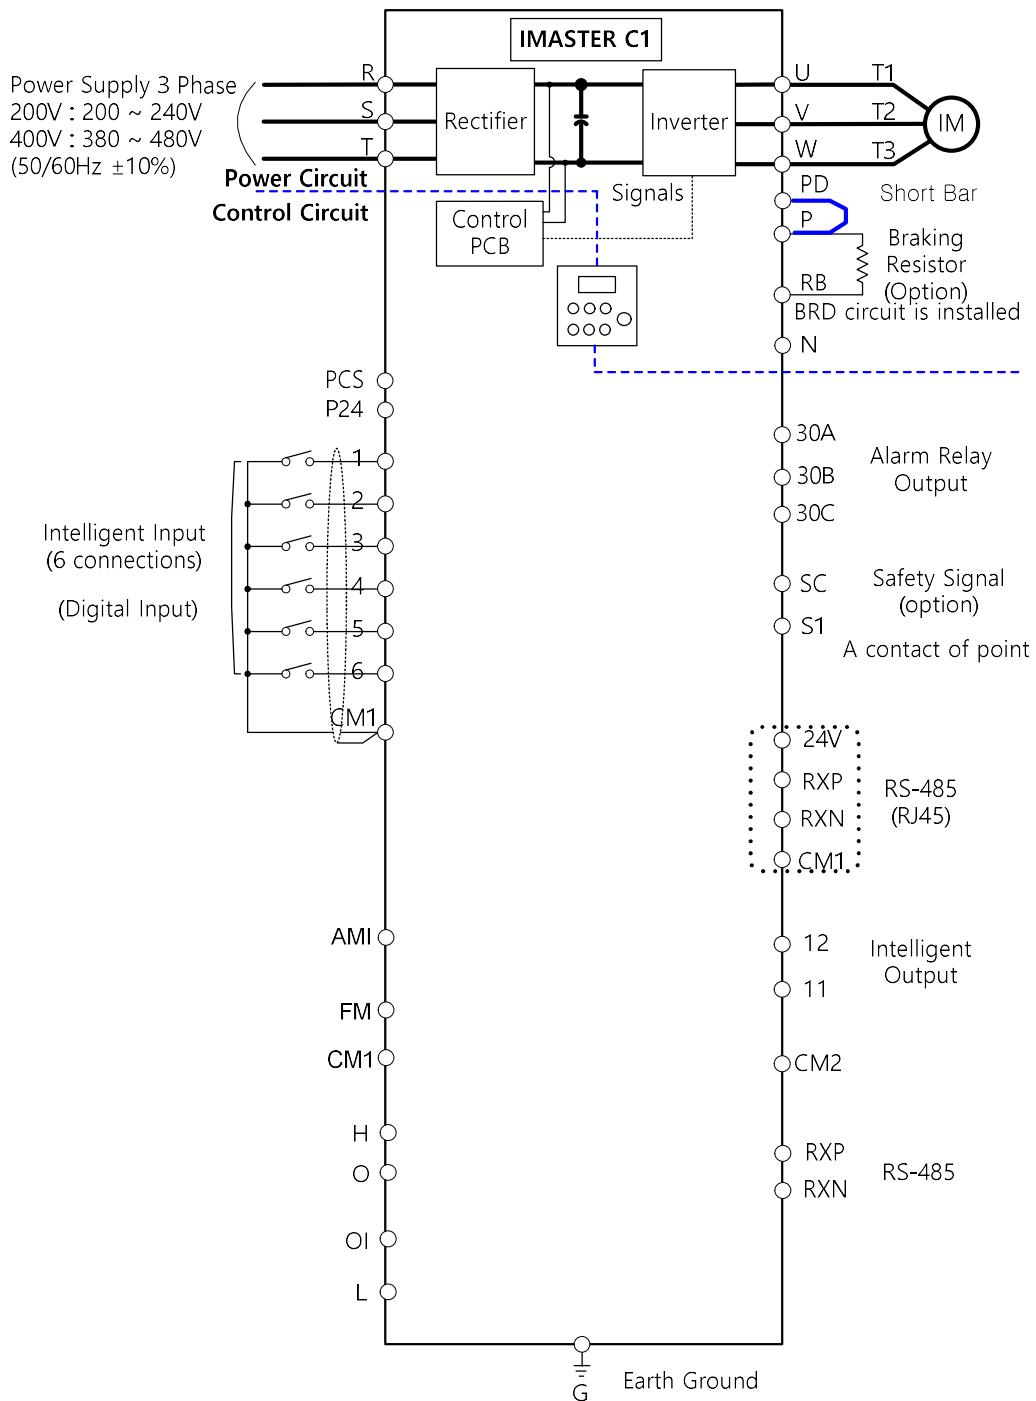 IMASTER C1
Power Supply 3 Phase
200V : 200 ~ 240V
400V : 380 ~ 480V
(50/60Hz ±10%)
R
S
T
Rectifier
Inverter
U
V
W
T1
T2
T3
IM
Power Circuit
Control Circuit
Control
PCB
Signals
PD
P
Short Bar
Braking
Resistor
(Option)
RB
BRD circuit is installed
N
PCS
P24
1
2
3
4
5
6
CM1
Intelligent Input
(6 connections)
(Digital Input)
30A
30B
30C
Alarm Relay
Output
SC
S1
Safety Signal
(option)
A contact of point
24V
RXP
RXN
CM1
RS-485
(RJ45)
AMI
FM
CM1
H
O
OI
L
12
11
Intelligent
Output
CM2
RXP
RXN
RS-485
G
Earth Ground